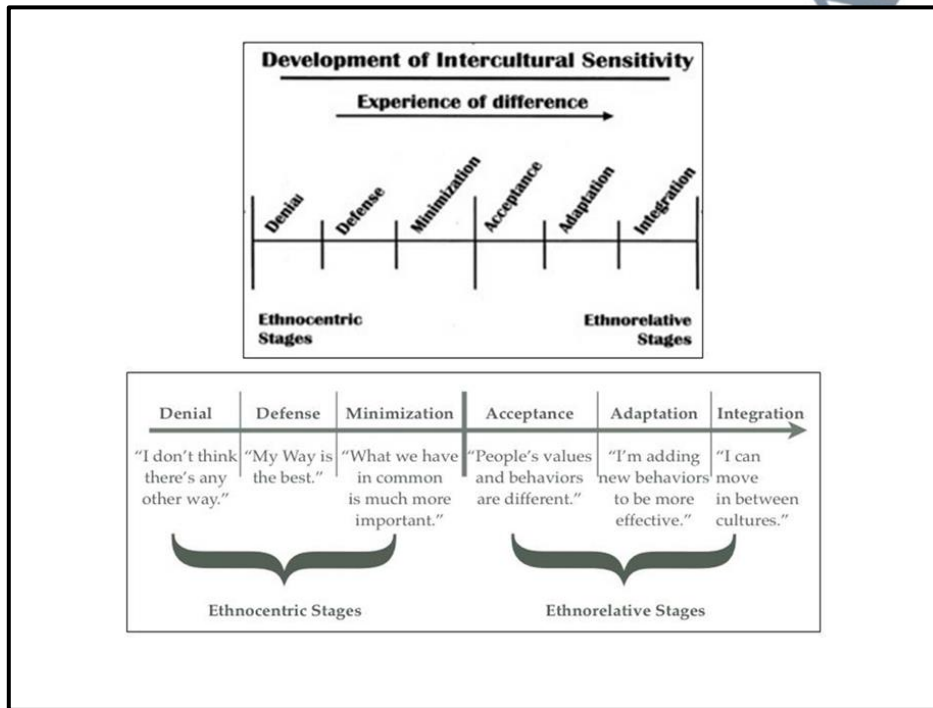 Development of Intercultural Sensitivity
Experience of difference
Denial
Defense
Minimization
Acceptance
Adaptation
Integration
Ethnocentric
Stages
Ethnorelative
Stages
Denial Defense Minimization Acceptance Adaptation Integration
“I don’t think
there’s any
other way.”
“My Way is
the best.”
“What we have
in common
is much more
important.”
“People’s values
and behaviors
are different.”
“I’m adding
new behaviors
to be more
effective.”
“I can
move
in between
cultures.”
Ethnocentric Stages
Ethnorelative Stages